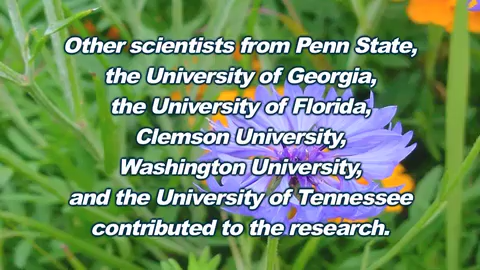 Other scientists from Penn State,
the University of Georgia,
the University of Florida,
Clemson University,
Washington University,
and the University of Tennessee
contributed to the research.